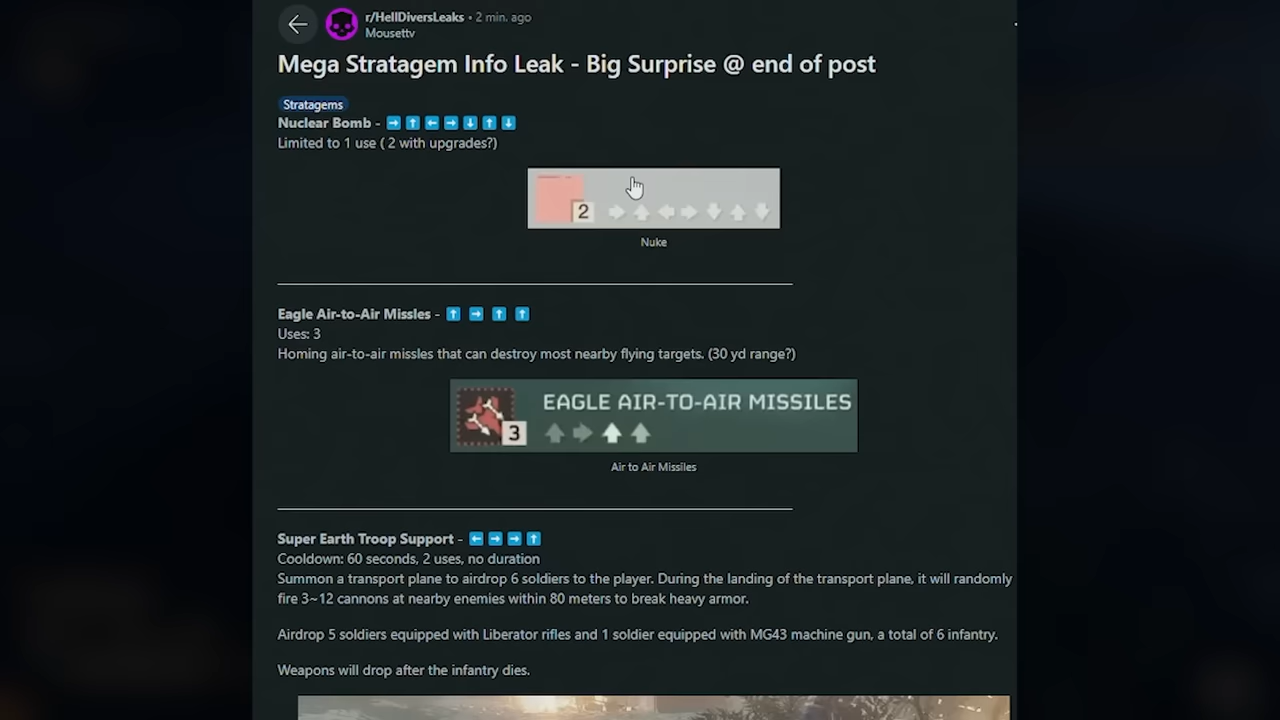 r/HellDiversLeaks • 2 min. ago
Mousettv
Mega Stratagem Info Leak - Big Surprise @ end of post
Stratagems
Nuclear Bomb - ➡ ⬆ ⬅ ➡ ⬇ ⬆ ⬇
Limited to 1 use ( 2 with upgrades?)
2
Nuke
Eagle Air-to-Air Missles - ⬆ ➡ ⬆ ⬆
Uses: 3
Homing air-to-air missles that can destroy most nearby flying targets. (30 yd range?)
EAGLE AIR-TO-AIR MISSILES
3
Air to Air Missiles
Super Earth Troop Support - ⬅ ➡ ➡ ⬆
Cooldown: 60 seconds, 2 uses, no duration
Summon a transport plane to airdrop 6 soldiers to the player. During the landing of the transport plane, it will randomly
fire 3~12 cannons at nearby enemies within 80 meters to break heavy armor.
Airdrop 5 soldiers equipped with Liberator rifles and 1 soldier equipped with MG43 machine gun, a total of 6 infantry.
Weapons will drop after the infantry dies.